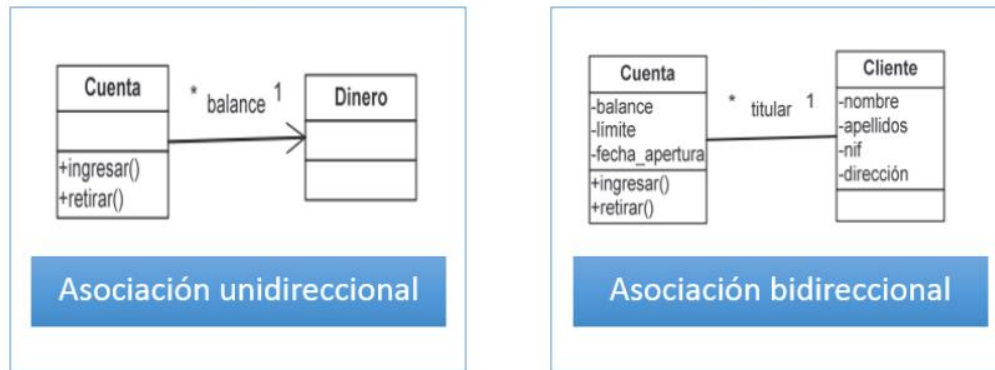 Cuenta
+ingresar()
+retirar()
* balance 1
Dinero
Asociación unidireccional
Cuenta
-balance
-límite
-fecha_apertura
+ingresar()
+retirar()
* titular 1
Cliente
-nombre
-apellidos
-nif
-dirección
Asociación bidireccional